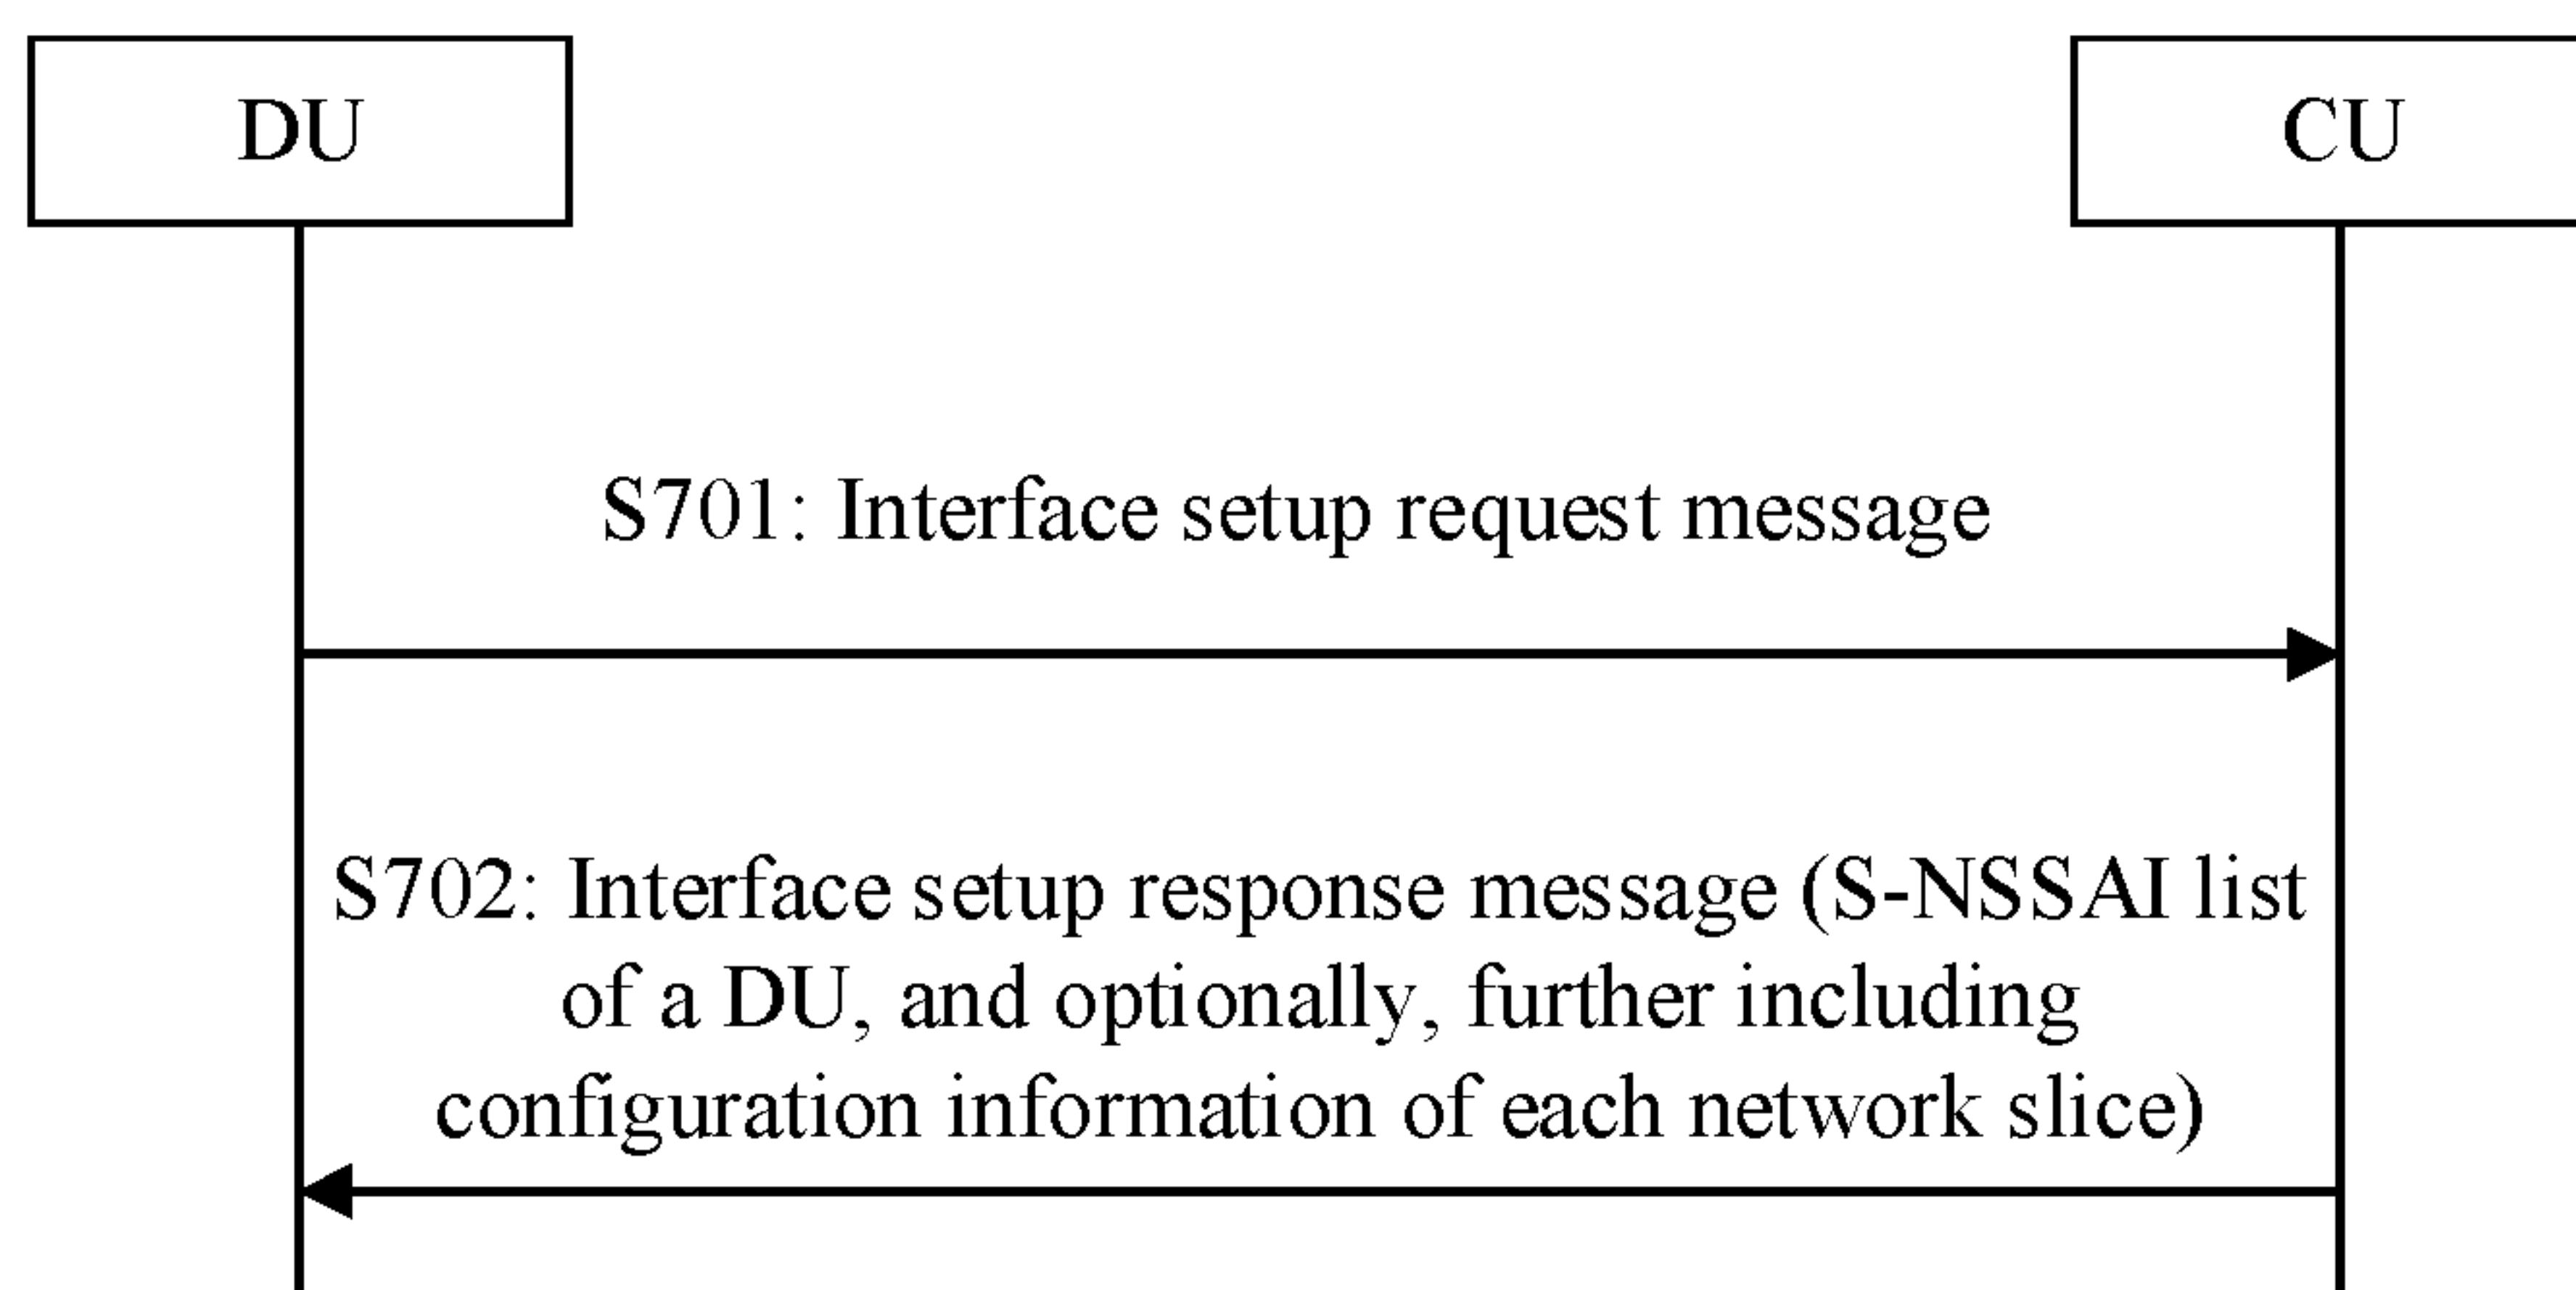 DU
CU
S701: Interface setup request message
S702: Interface setup response message (S-NSSAI list
of a DU, and optionally, further including
configuration information of each network slice)